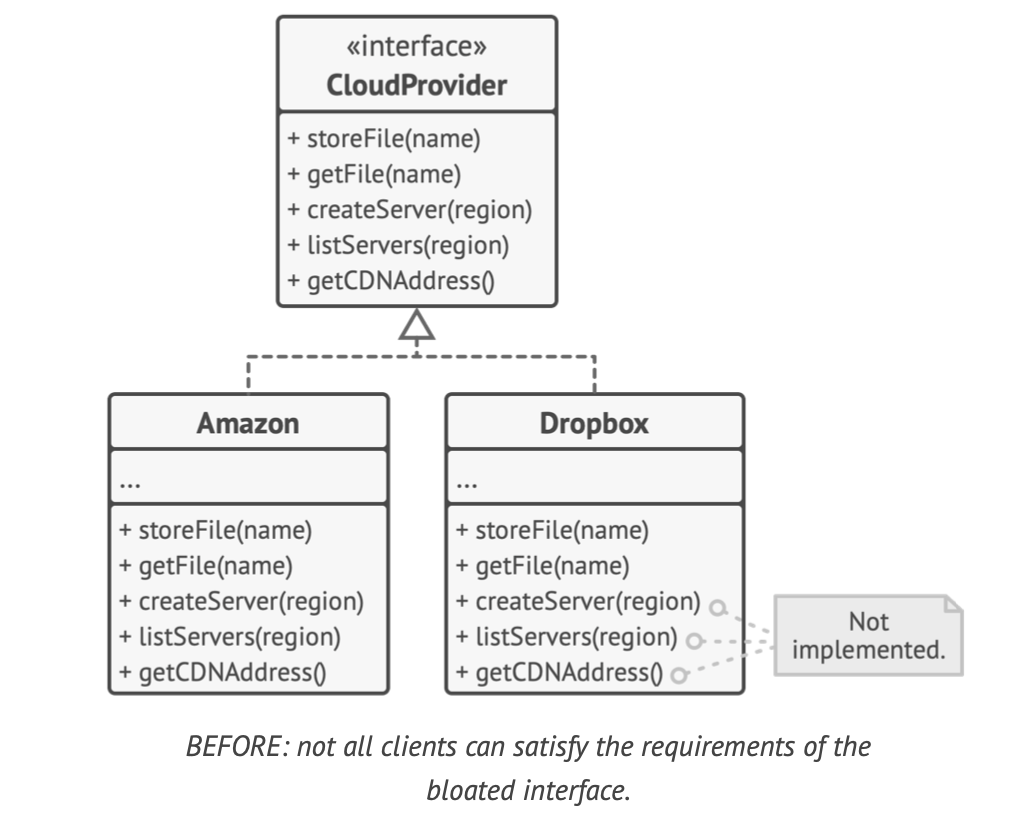 «interface»
CloudProvider
+ storeFile(name)
+ getFile(name)
+ createServer(region)
+ listServers(region)
+ getCDNAddress()
Amazon
...
+ storeFile(name)
+ getFile(name)
+ createServer(region)
+ listServers(region)
+ getCDNAddress()
Dropbox
...
+ storeFile(name)
+ getFile(name)
+ createServer(region)
+ listServers(region)
+ getCDNAddress()
Not
implemented.
BEFORE: not all clients can satisfy the requirements of the
bloated interface.